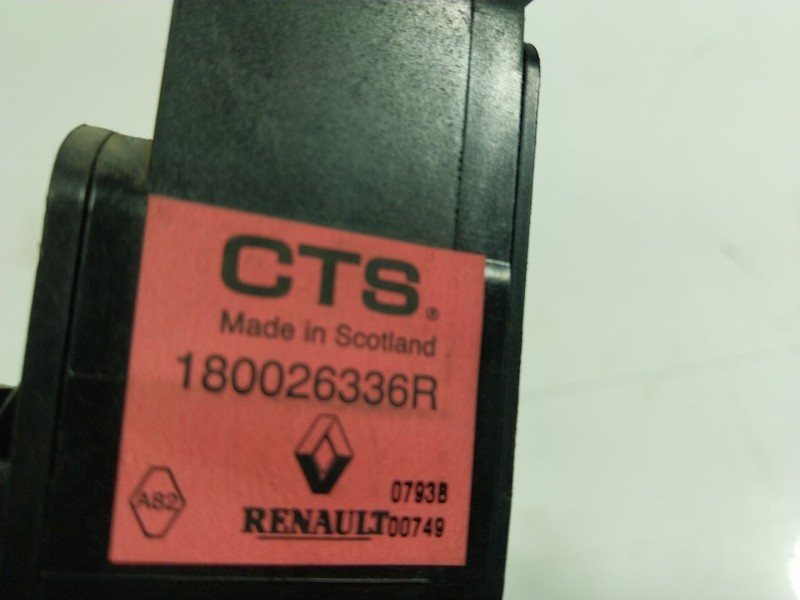 CTS®
Made in Scotland
180026336R
A82
0793B
RENAULT 00749